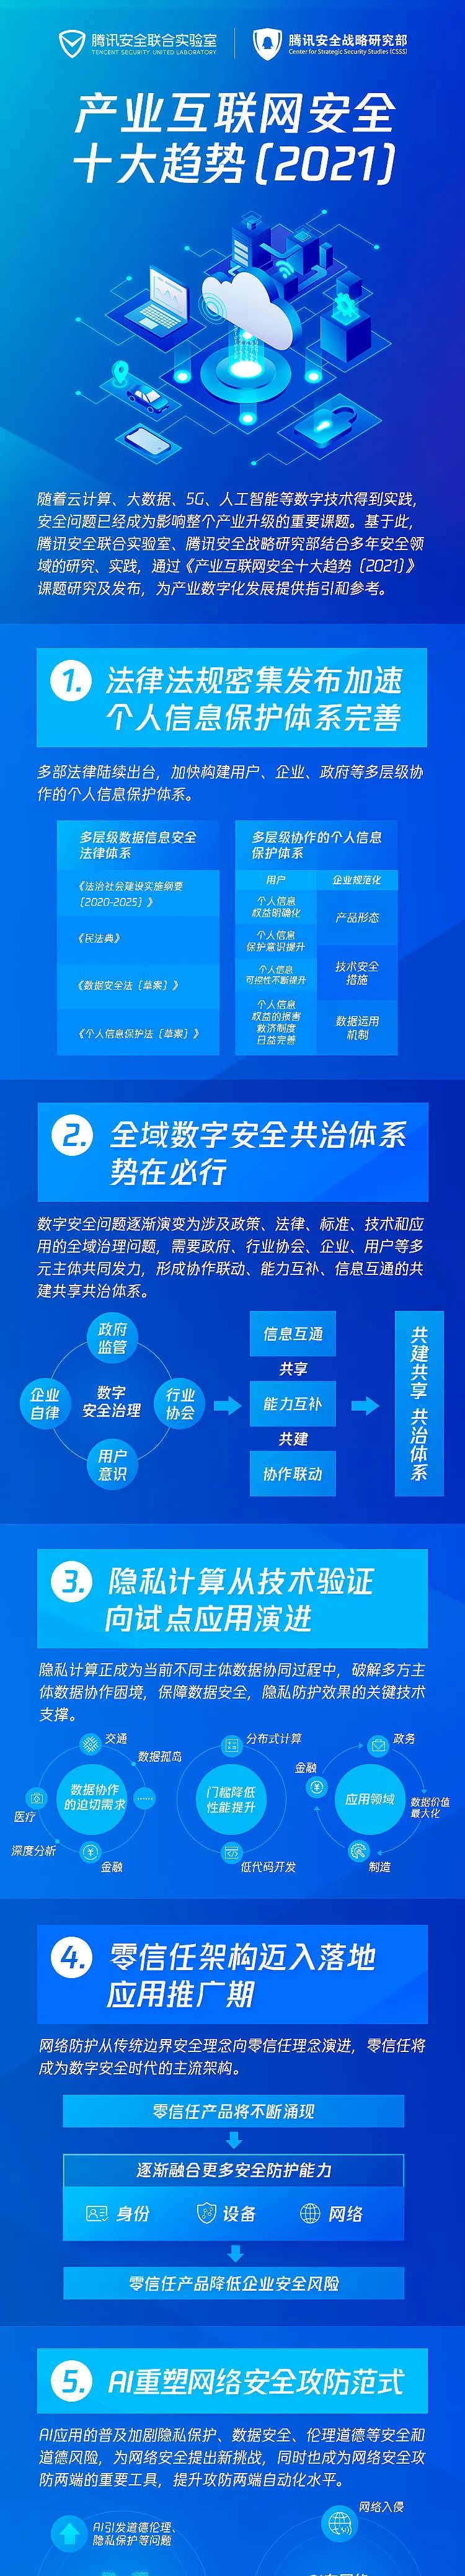 腾讯安全联合实验室
TENCENT SECURITY UNITED LABORATORY
腾讯安全战略研究部
Center for Strategic Security Studies (CSSS)
产业互联网安全
十大趋势(2021)
随着云计算、大数据、5G、人工智能等数字技术得到实践,
安全问题已经成为影响整个产业升级的重要课题。基于此,
腾讯安全联合实验室、腾讯安全战略研究部结合多年安全领
域的研究、实践,通过《产业互联网安全十大趋势(2021)》
课题研究及发布,为产业数字化发展提供指引和参考。
1. 法律法规密集发布加速
个人信息保护体系完善
多部法律陆续出台,加快构建用户、企业、政府等多层级协
作的个人信息保护体系。
多层级数据信息安全
法律体系
《法治社会建设实施纲要
(2020-2025)》
《民法典》
《数据安全法(草案)》
《个人信息保护法(草案)》
多层级协作的个人信息
保护体系
用户
企业规范化
个人信息
权益明确化
个人信息
保护意识提升
个人信息
可控性不断提升
个人信息
权益的损害
救济制度
日益完善
产品形态
技术安全
措施
数据运用
机制
2. 全域数字安全共治体系
势在必行
数字安全问题逐渐演变为涉及政策、法律、标准、技术和应
用的全域治理问题,需要政府、行业协会、企业、用户等多
元主体共同发力,形成协作联动、能力互补、信息互通的共
建共享共治体系。
政府
监管
企业
自律
数字
安全治理
行业
协会
用户
意识
信息互通
共享
能力互补
共建
协作联动
共建共享 共治体系
3. 隐私计算从技术验证
向试点应用演进
隐私计算正成为当前不同主体数据协同过程中,破解多方主
体数据协作困境,保障数据安全,隐私防护效果的关键技术
支撑。
交通
数据孤岛
数据协作
的迫切需求
......
医疗
深度分析
金融
分布式计算
门槛降低
性能提升
低代码开发
政务
金融
应用领域
数据价值
最大化
制造
4. 零信任架构迈入落地
应用推广期
网络防护从传统边界安全理念向零信任理念演进,零信任将
成为数字安全时代的主流架构。
零信任产品将不断涌现
逐渐融合更多安全防护能力
身份
设备
网络
零信任产品降低企业安全风险
5. AI重塑网络安全攻防范式
AI应用的普及加剧隐私保护、数据安全、伦理道德等安全和
道德风险,为网络安全提出新挑战,同时也成为网络安全攻
防两端的重要工具,提升攻防两端自动化水平。
网络入侵
AI引发道德伦理、
隐私保护等问题